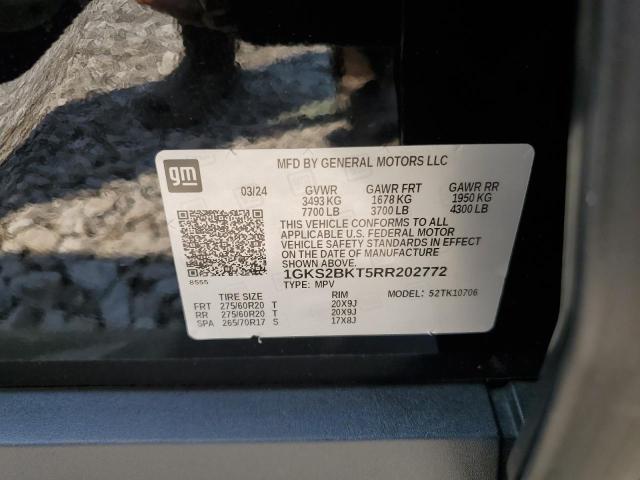 gm
MFD BY GENERAL MOTORS LLC
03/24 GVWR GAWR FRT GAWR RR
3493 KG 1678 KG 1950 KG
7700 LB 3700 LB 4300 LB
THIS VEHICLE CONFORMS TO ALL
APPLICABLE U.S. FEDERAL MOTOR
VEHICLE SAFETY STANDARDS IN EFFECT
ON THE DATE OF MANUFACTURE
SHOWN ABOVE.
1GKS2BKT5RR202772
8555
TYPE: MPV MODEL: 52TK10706
TIRE SIZE RIM
FRT 275/60R20 T 20X9J
RR 275/60R20 T 20X9J
SPA 265/70R17 S 17X8J